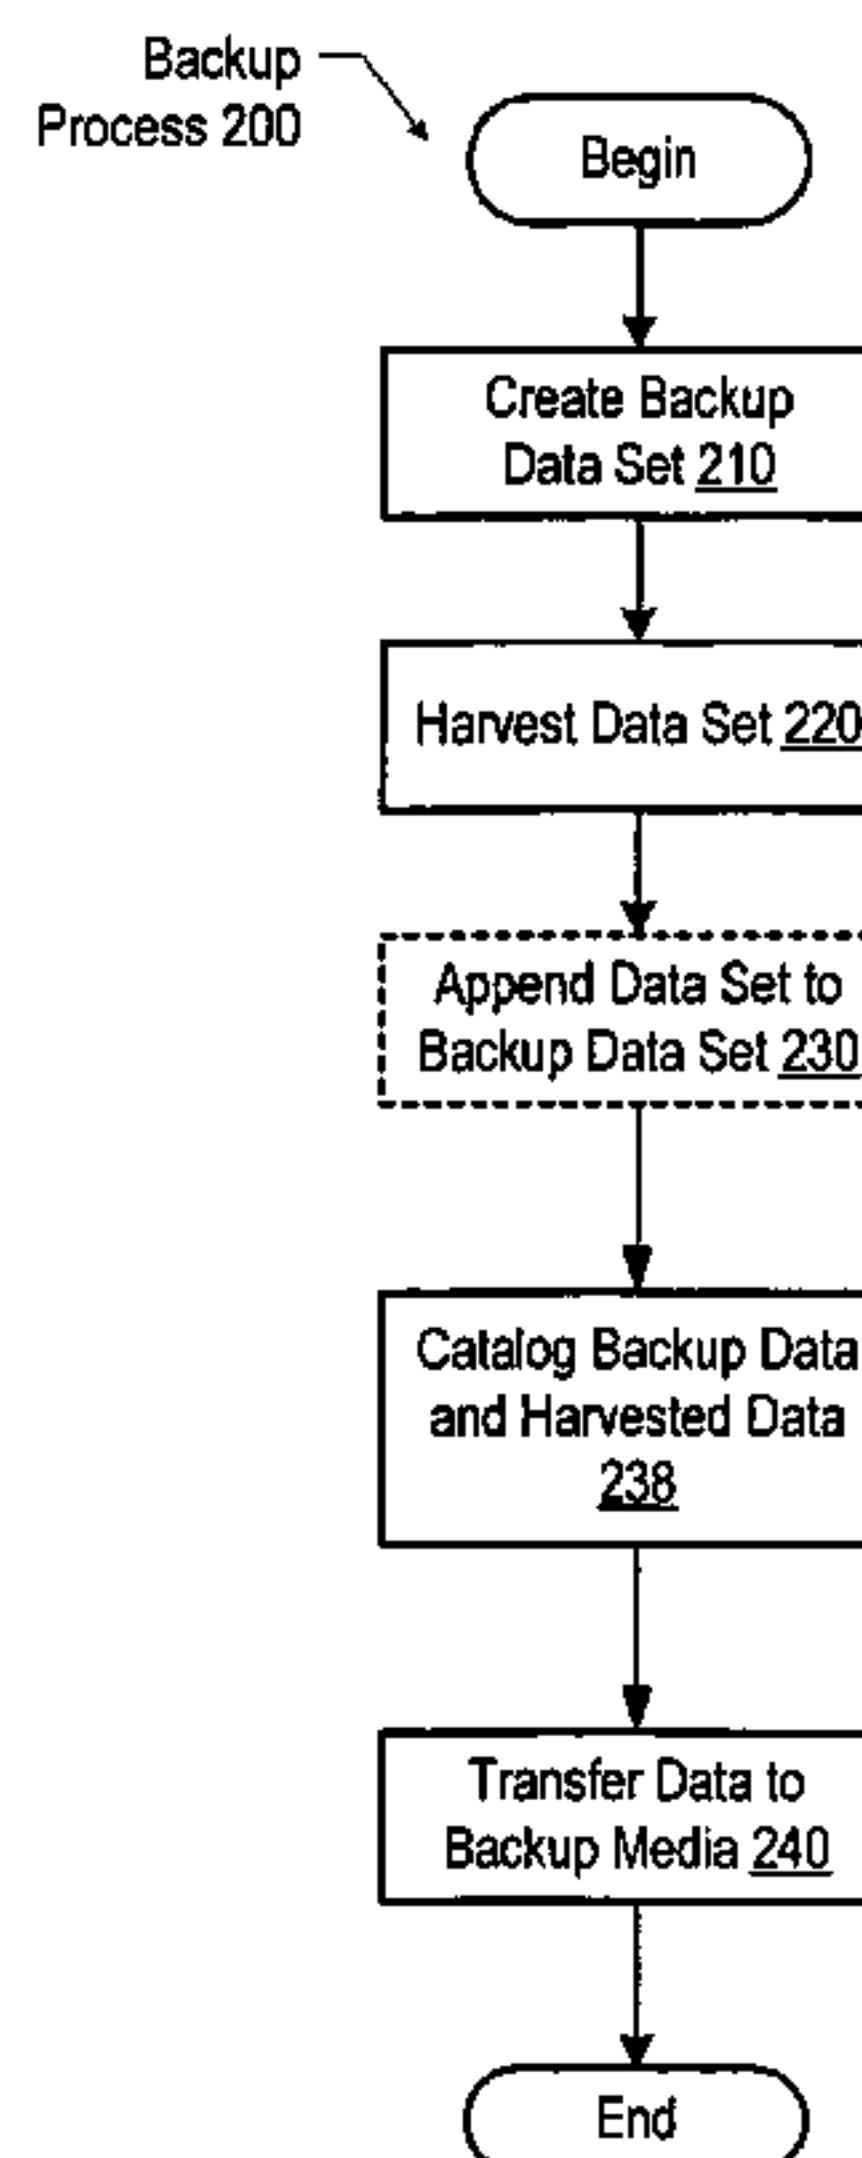 Backup
Process 200
Begin
Create Backup
Data Set 210
Harvest Data Set 220
Append Data Set to
Backup Data Set 230
Catalog Backup Data
and Harvested Data
238
Transfer Data to
Backup Media 240
End